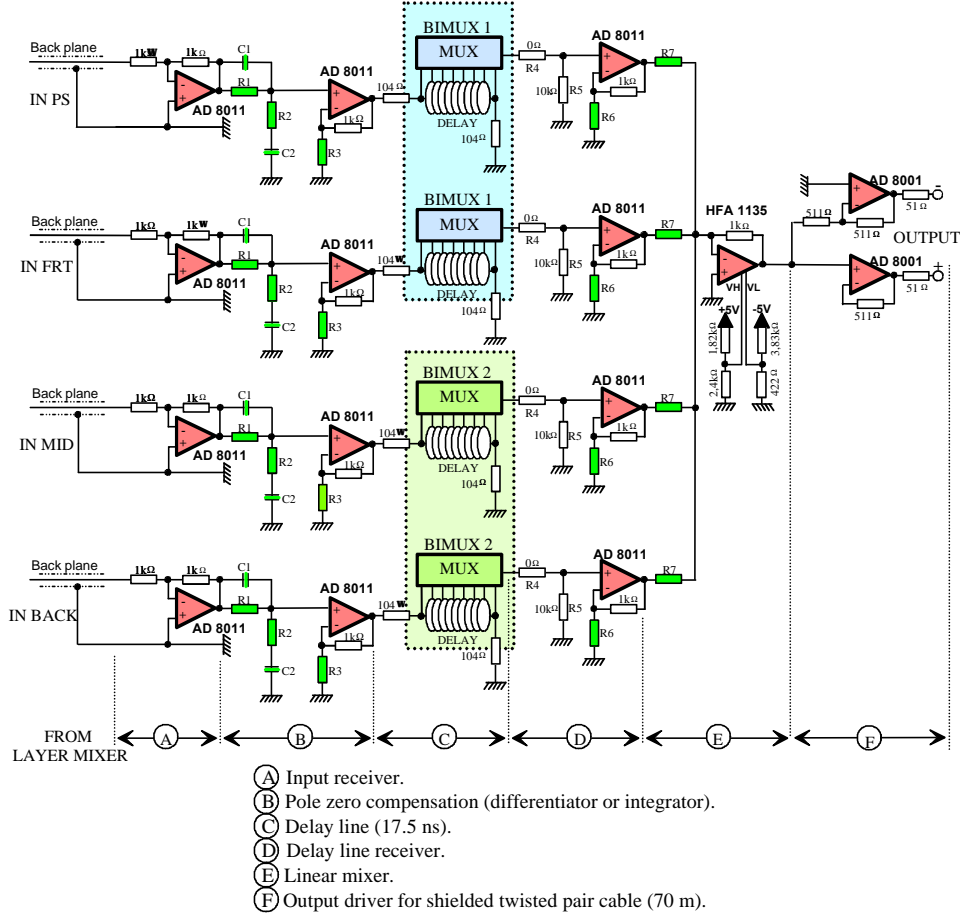 BIMUX 1
Back plane
1kW
1kΩ
C1
MUX
0Ω
AD 8011
R7
R1
AD 8011
R4
IN PS
104Ω
10kΩ
R5
1kΩ
AD 8011
R2
1kΩ
DELAY
R6
C2
R3
104Ω
AD 8001
-
51Ω
511Ω
511Ω
OUTPUT
BIMUX 1
Back plane
1kΩ
1kW
C1
MUX
0Ω
AD 8011
R7
HFA 1135
1kΩ
AD 8001
+
51Ω
511Ω
R1
AD 8011
R4
IN FRT
104W
10kΩ
R5
1kΩ
AD 8011
R2
1kΩ
DELAY
R6
C2
R3
104Ω
VH
VL
+5V
-5V
1,82kΩ
3,83kΩ
2,4kΩ
422Ω
BIMUX 2
Back plane
1kΩ
1kΩ
C1
MUX
0Ω
AD 8011
R7
R1
AD 8011
R4
IN MID
104W
10kΩ
R5
1kΩ
AD 8011
R2
1kΩ
DELAY
R6
C2
R3
104Ω
BIMUX 2
Back plane
1kΩ
1kΩ
C1
MUX
0Ω
AD 8011
R7
R1
AD 8011
R4
IN BACK
104W
10kΩ
R5
1kΩ
AD 8011
R2
1kΩ
DELAY
R6
C2
R3
104Ω
FROM
LAYER MIXER
A
B
C
D
E
F
A Input receiver.
B Pole zero compensation (differentiator or integrator).
C Delay line (17.5 ns).
D Delay line receiver.
E Linear mixer.
F Output driver for shielded twisted pair cable (70 m).